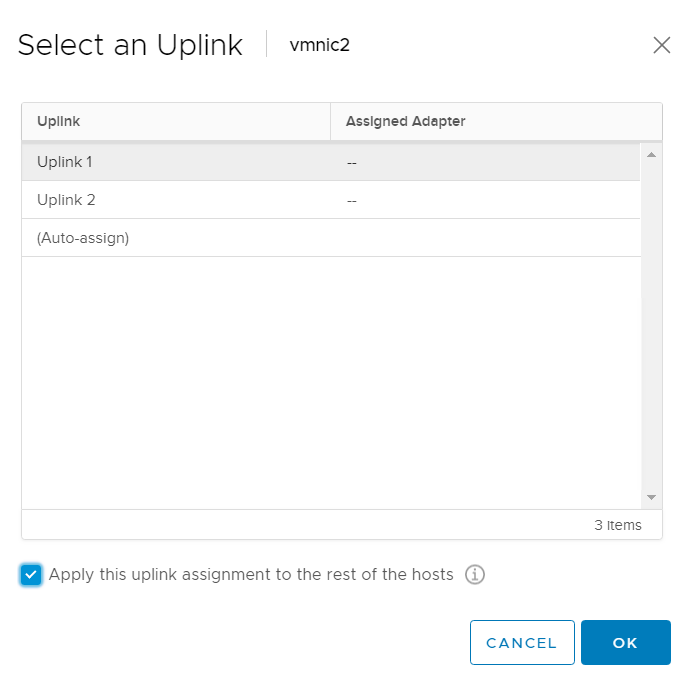 Select an Uplink vmnic2
Uplink Assigned Adapter
Uplink 1 --
Uplink 2 --
(Auto-assign)
3 items
Apply this uplink assignment to the rest of the hosts
CANCEL OK